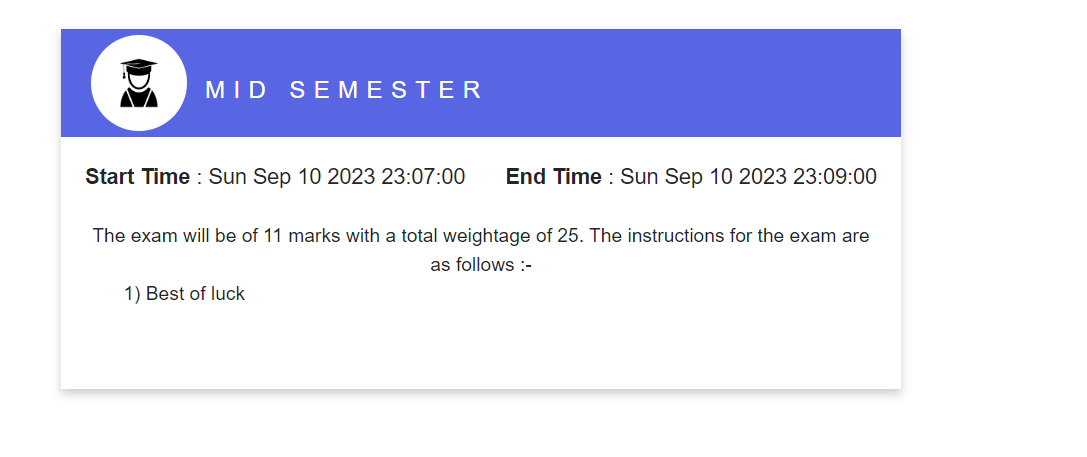 MID SEMESTER
Start Time : Sun Sep 10 2023 23:07:00 End Time : Sun Sep 10 2023 23:09:00
The exam will be of 11 marks with a total weightage of 25. The instructions for the exam are
as follows :-
1) Best of luck